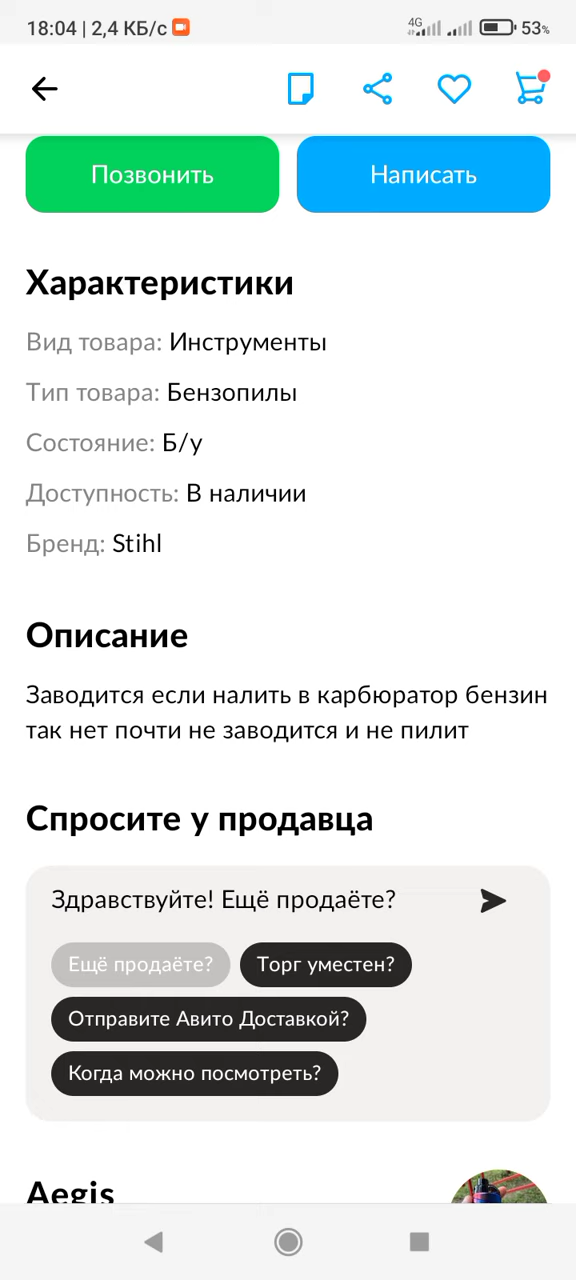 18:04 | 2,4 КБ/с
4G
53%
Позвонить
Написать
Характеристики
Вид товара: Инструменты
Тип товара: Бензопилы
Состояние: Б/у
Доступность: В наличии
Бренд: Stihl
Описание
Заводится если налить в карбюратор бензин
так нет почти не заводится и не пилит
Спросите у продавца
Здравствуйте! Ещё продаёте?
Ещё продаёте?
Торг уместен?
Отправите Авито Доставкой?
Когда можно посмотреть?
Aegis